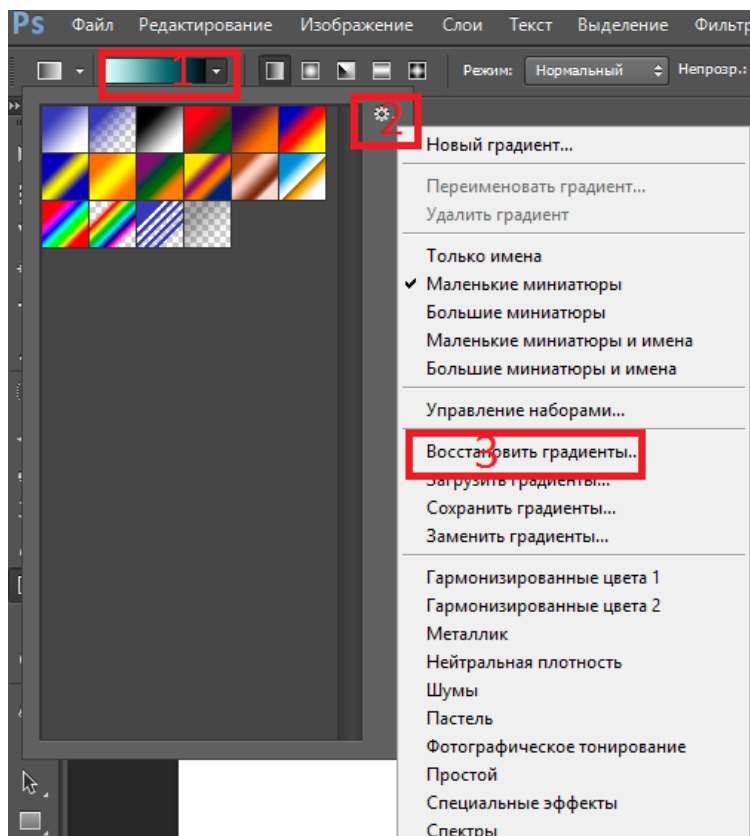 Ps Файл Редактирование Изображение Слои Текст Выделение Фильтр
1 Режим: Нормальный Непрозр.:
2
Новый градиент...
Переименовать градиент...
Удалить градиент
Только имена
Маленькие миниатюры
Большие миниатюры
Маленькие миниатюры и имена
Большие миниатюры и имена
Управление наборами...
Восстановить градиенты..
3
Загрузить градиенты...
Сохранить градиенты...
Заменить градиенты...
Гармонизированные цвета 1
Гармонизированные цвета 2
Металлик
Нейтральная плотность
Шумы
Пастель
Фотографическое тонирование
Простой
Специальные эффекты
Спектры